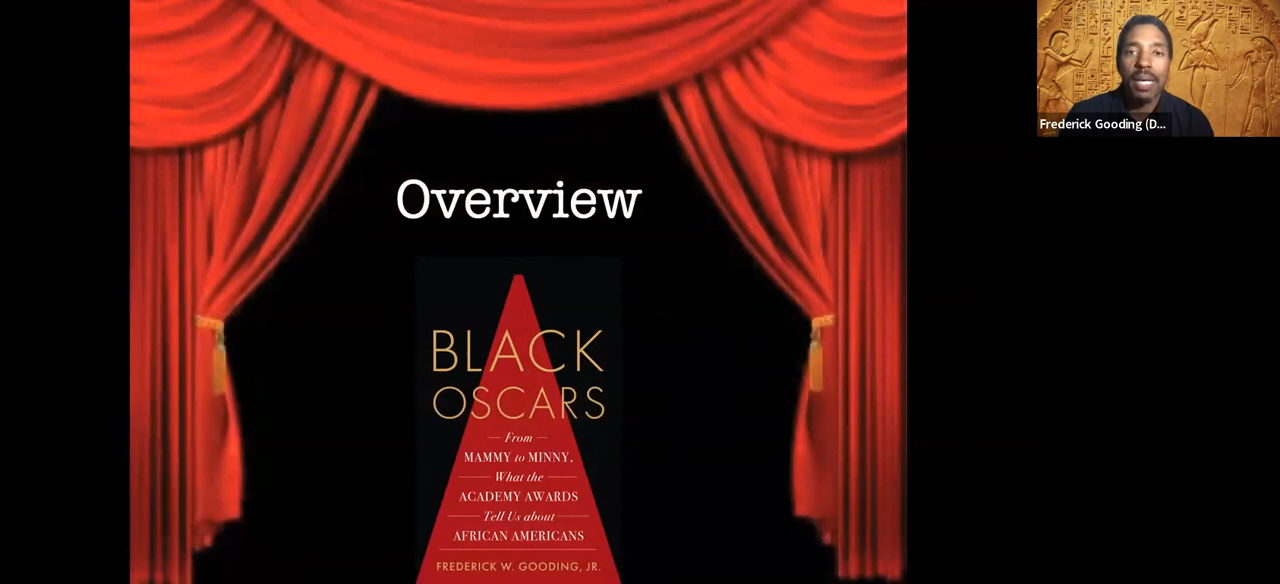 Overview
BLACK
OSCARS
From
MAMMY to MINNY,
What the
ACADEMY AWARDS
Tell Us about
AFRICAN AMERICANS
FREDERICK W. GOODING, JR.
Frederick Gooding (D...